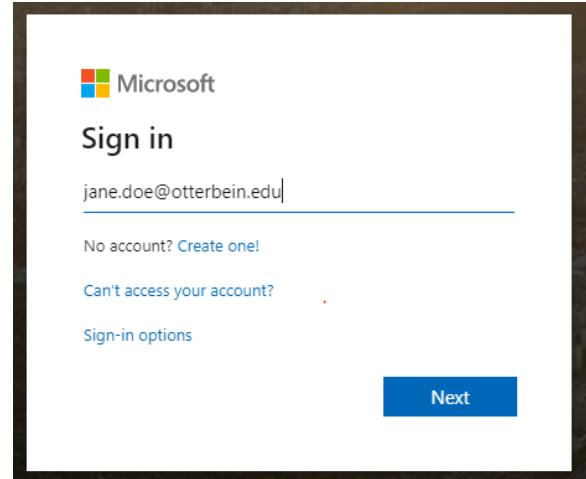 Microsoft
Sign in
jane.doe@otterbein.edu
No account? Create one!
Can't access your account?
Sign-in options
Next